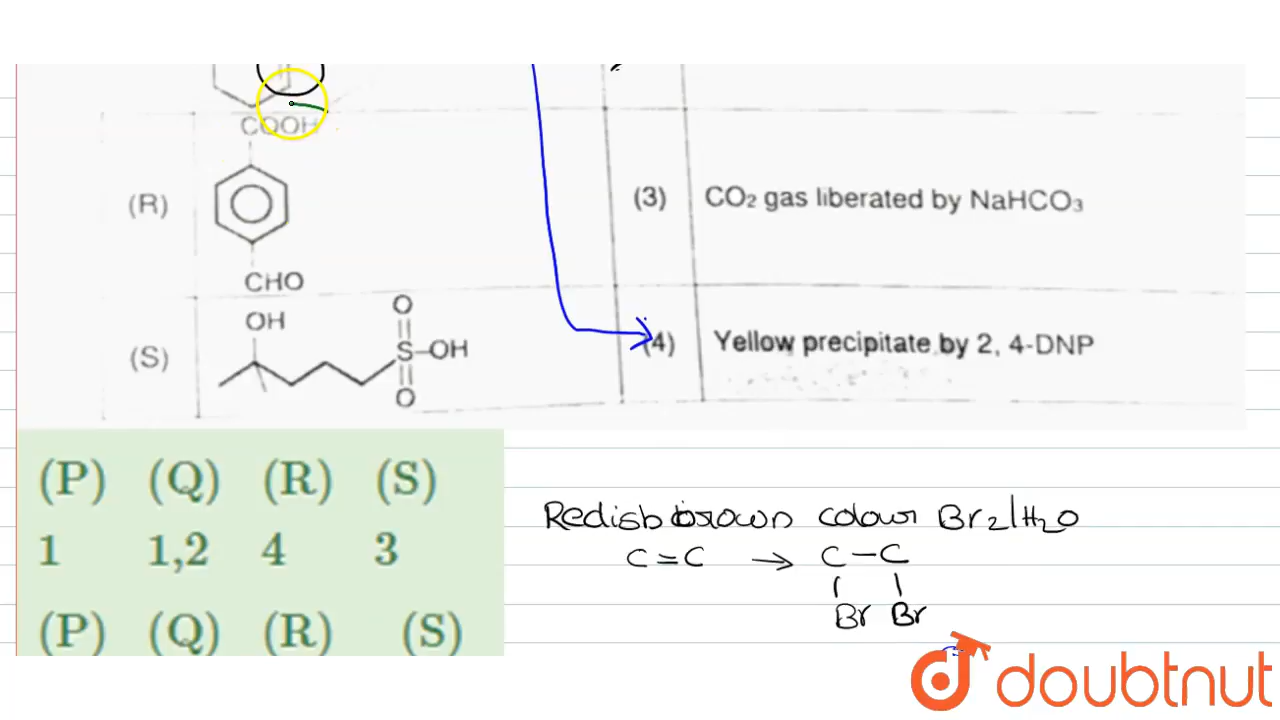 COOH
(R)
(3) CO₂ gas liberated by NaHCO₃
CHO
OH
O
(S)
S–OH
O
(4) Yellow precipitate by 2, 4-DNP
(P) (Q) (R) (S)
1 1,2 4 3
(P) (Q) (R) (S)
Redish brown colour Br₂/H₂O
C=C → C–C
Br Br
doubtnut